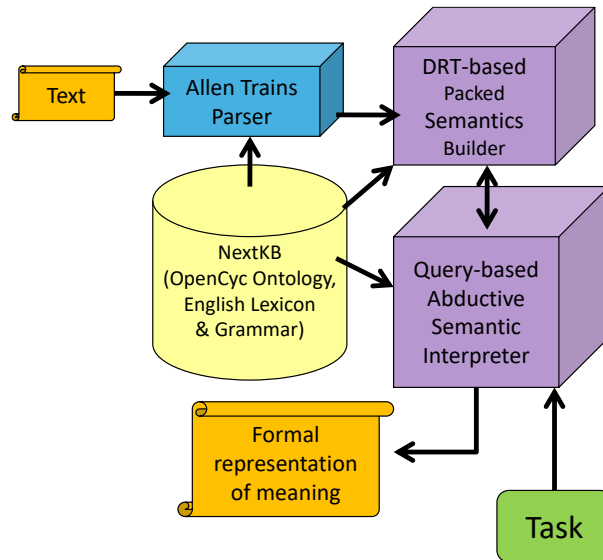 Text
Allen Trains
Parser
DRT-based
Packed
Semantics
Builder
NextKB
(OpenCyc Ontology,
English Lexicon
& Grammar)
Query-based
Abductive
Semantic
Interpreter
Formal
representation
of meaning
Task